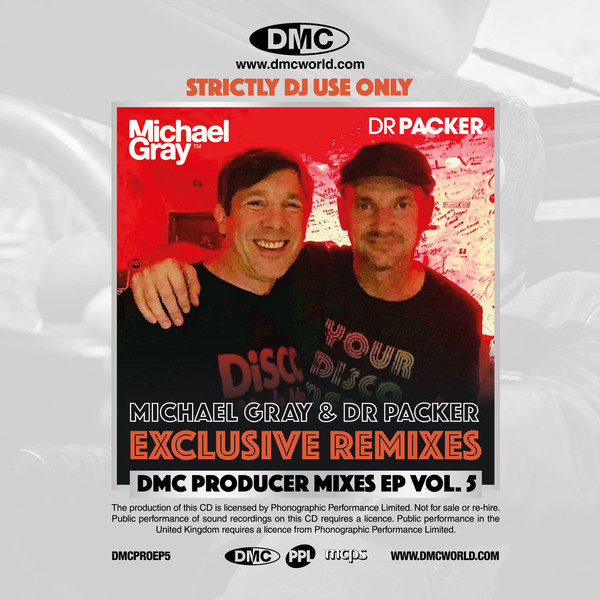 DMC
www.dmcworld.com
STRICTLY DJ USE ONLY
Michael
Gray™
DR PACKER
DISCO
YOUR
DISCO
MICHAEL GRAY & DR PACKER
EXCLUSIVE REMIXES
DMC PRODUCER MIXES EP VOL. 5
The production of this CD is licensed by Phonographic Performance Limited. Not for sale or re-hire.
Public performance of sound recordings on this CD requires a licence. Public performance in the
United Kingdom requires a licence from Phonographic Performance Limited.
DMCPROEP5
DMC
PPL
mcps
WWW.DMCWORLD.COM